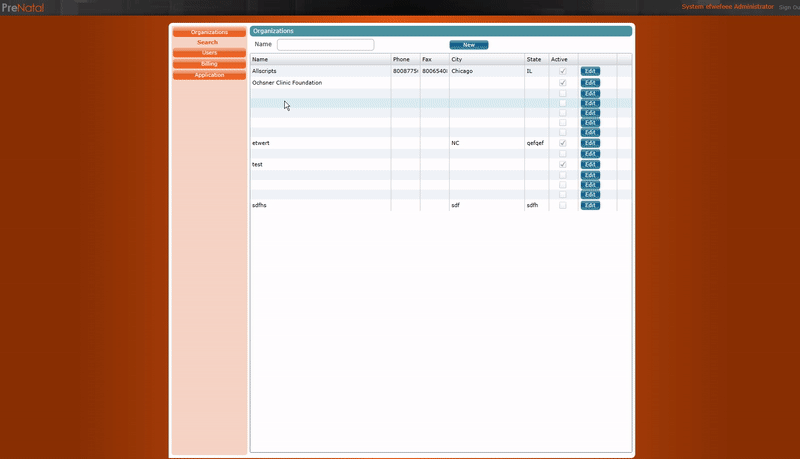 PreNatal
System efwefoee Administrator Sign Ou
Organizations
Search
Users
Billing
Application
Organizations
Name New
Name Phone Fax City State Active
Allscripts 8008775 8006540 Chicago IL Edit
Ochsner Clinic Foundation Edit
Edit
Edit
Edit
Edit
Edit
etwert NC qefqef Edit
Edit
test Edit
Edit
Edit
Edit
sdfhs sdf sdfh Edit